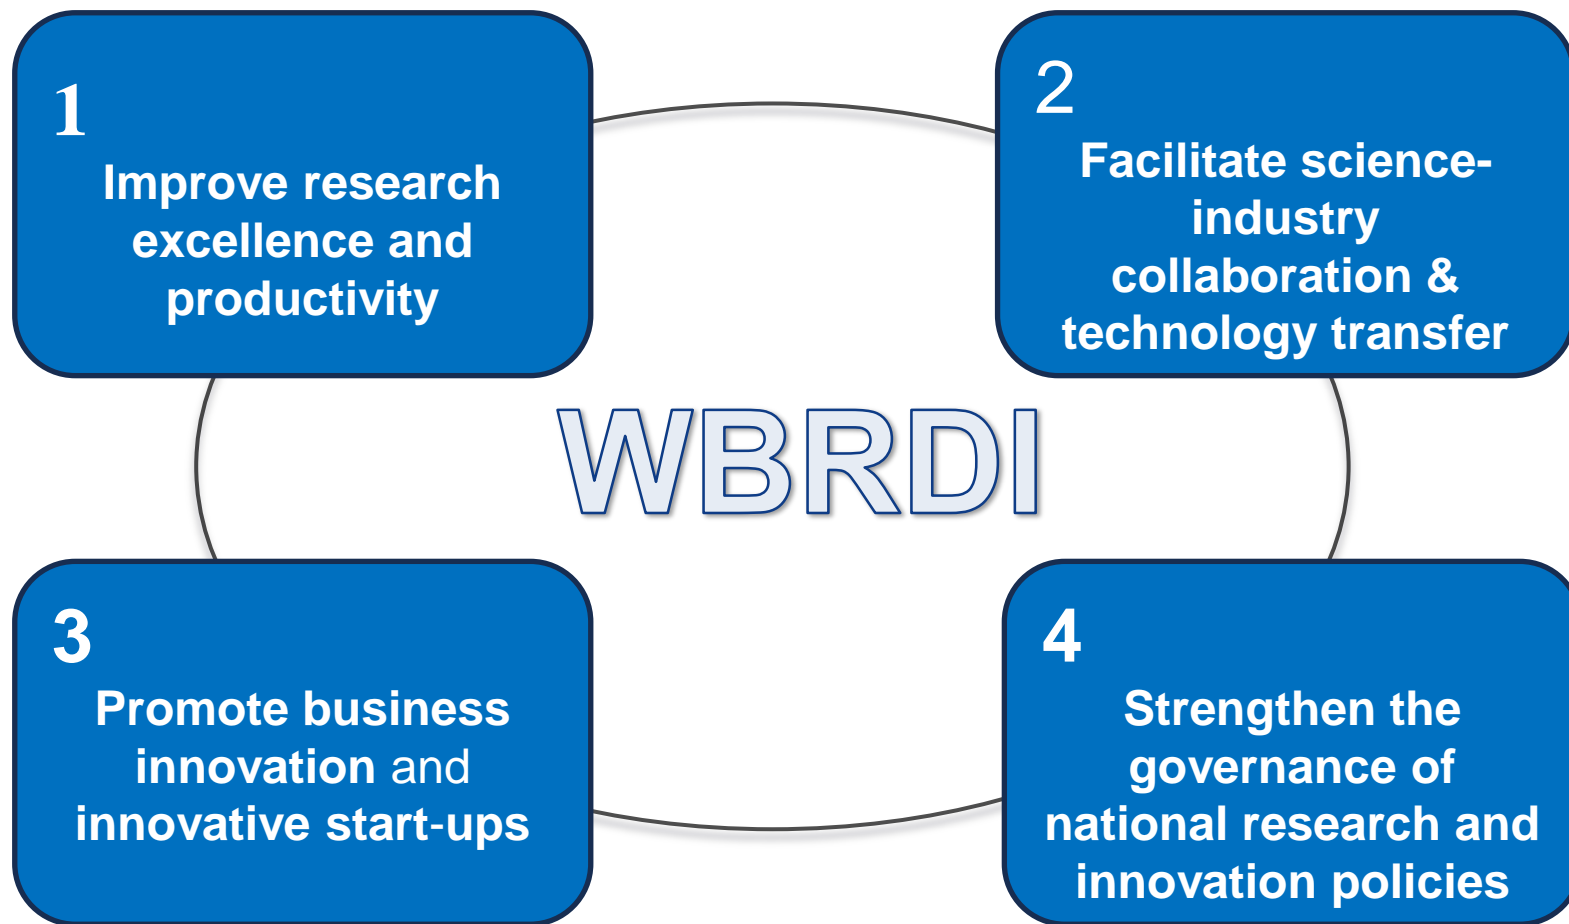 1
Improve research
excellence and
productivity
2
Facilitate science-
industry
collaboration &
technology transfer
WBRDI
3
Promote business
innovation and
innovative start-ups
4
Strengthen the
governance of
national research and
innovation policies